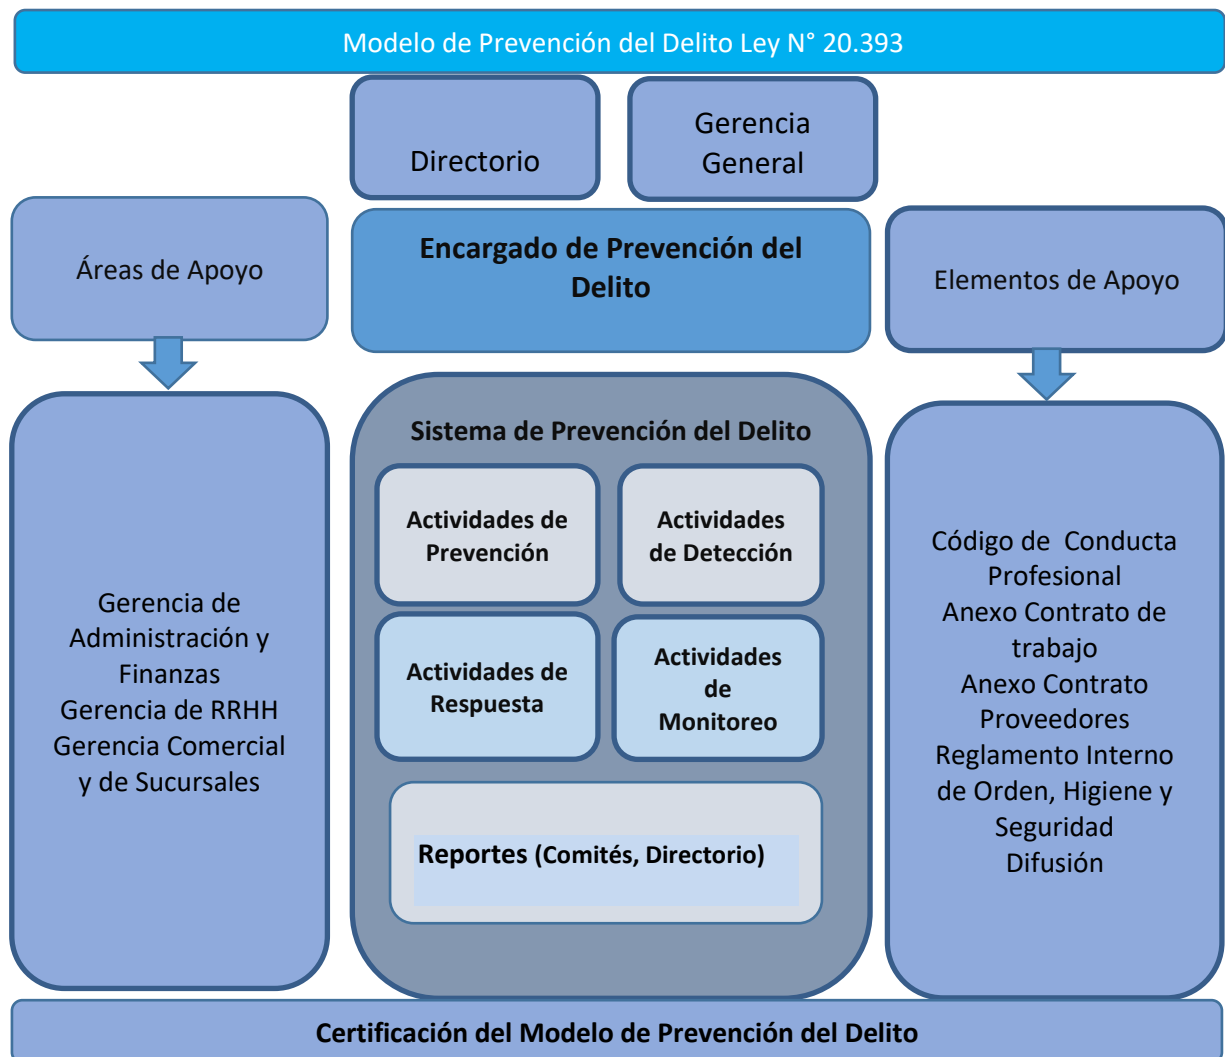 Modelo de Prevención del Delito Ley N° 20.393
Directorio
Gerencia
General
Áreas de Apoyo
Encargado de Prevención del
Delito
Elementos de Apoyo
Gerencia de
Administración y
Finanzas
Gerencia de RRHH
Gerencia Comercial
y de Sucursales
Sistema de Prevención del Delito
Actividades de
Prevención
Actividades
de Detección
Actividades de
Respuesta
Actividades
de
Monitoreo
Reportes (Comités, Directorio)
Código de Conducta
Profesional
Anexo Contrato de
trabajo
Anexo Contrato
Proveedores
Reglamento Interno
de Orden, Higiene y
Seguridad
Difusión
Certificación del Modelo de Prevención del Delito